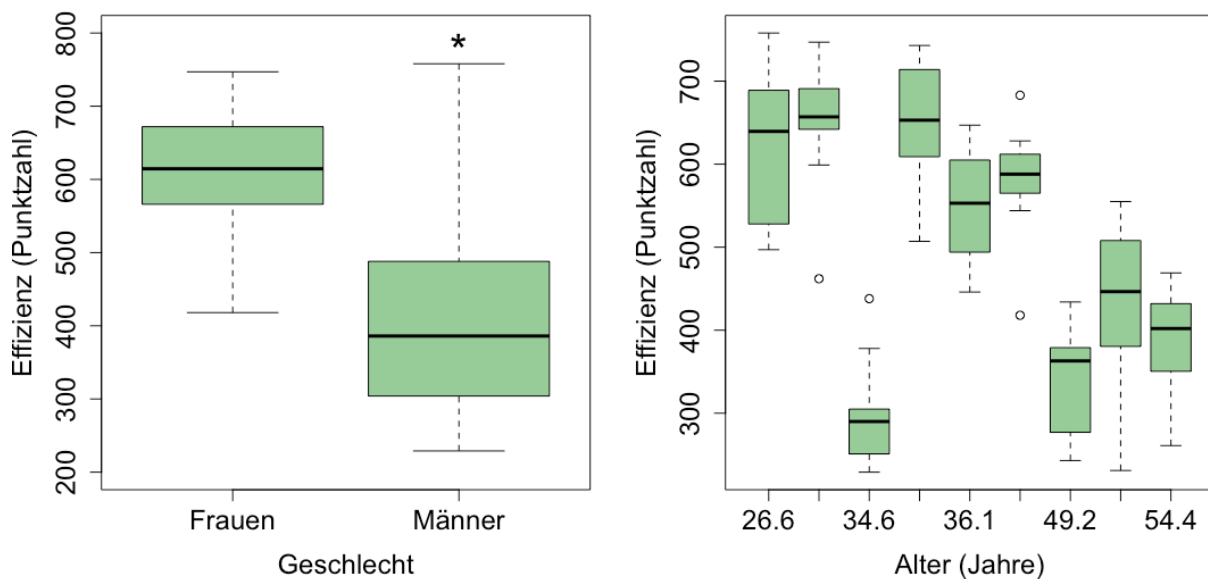 Effizienz (Punktzahl)
800
700
600
500
400
300
200
*
Frauen Männer
Geschlecht
Effizienz (Punktzahl)
700
600
500
400
300
26.6 34.6 36.1 49.2 54.4
Alter (Jahre)